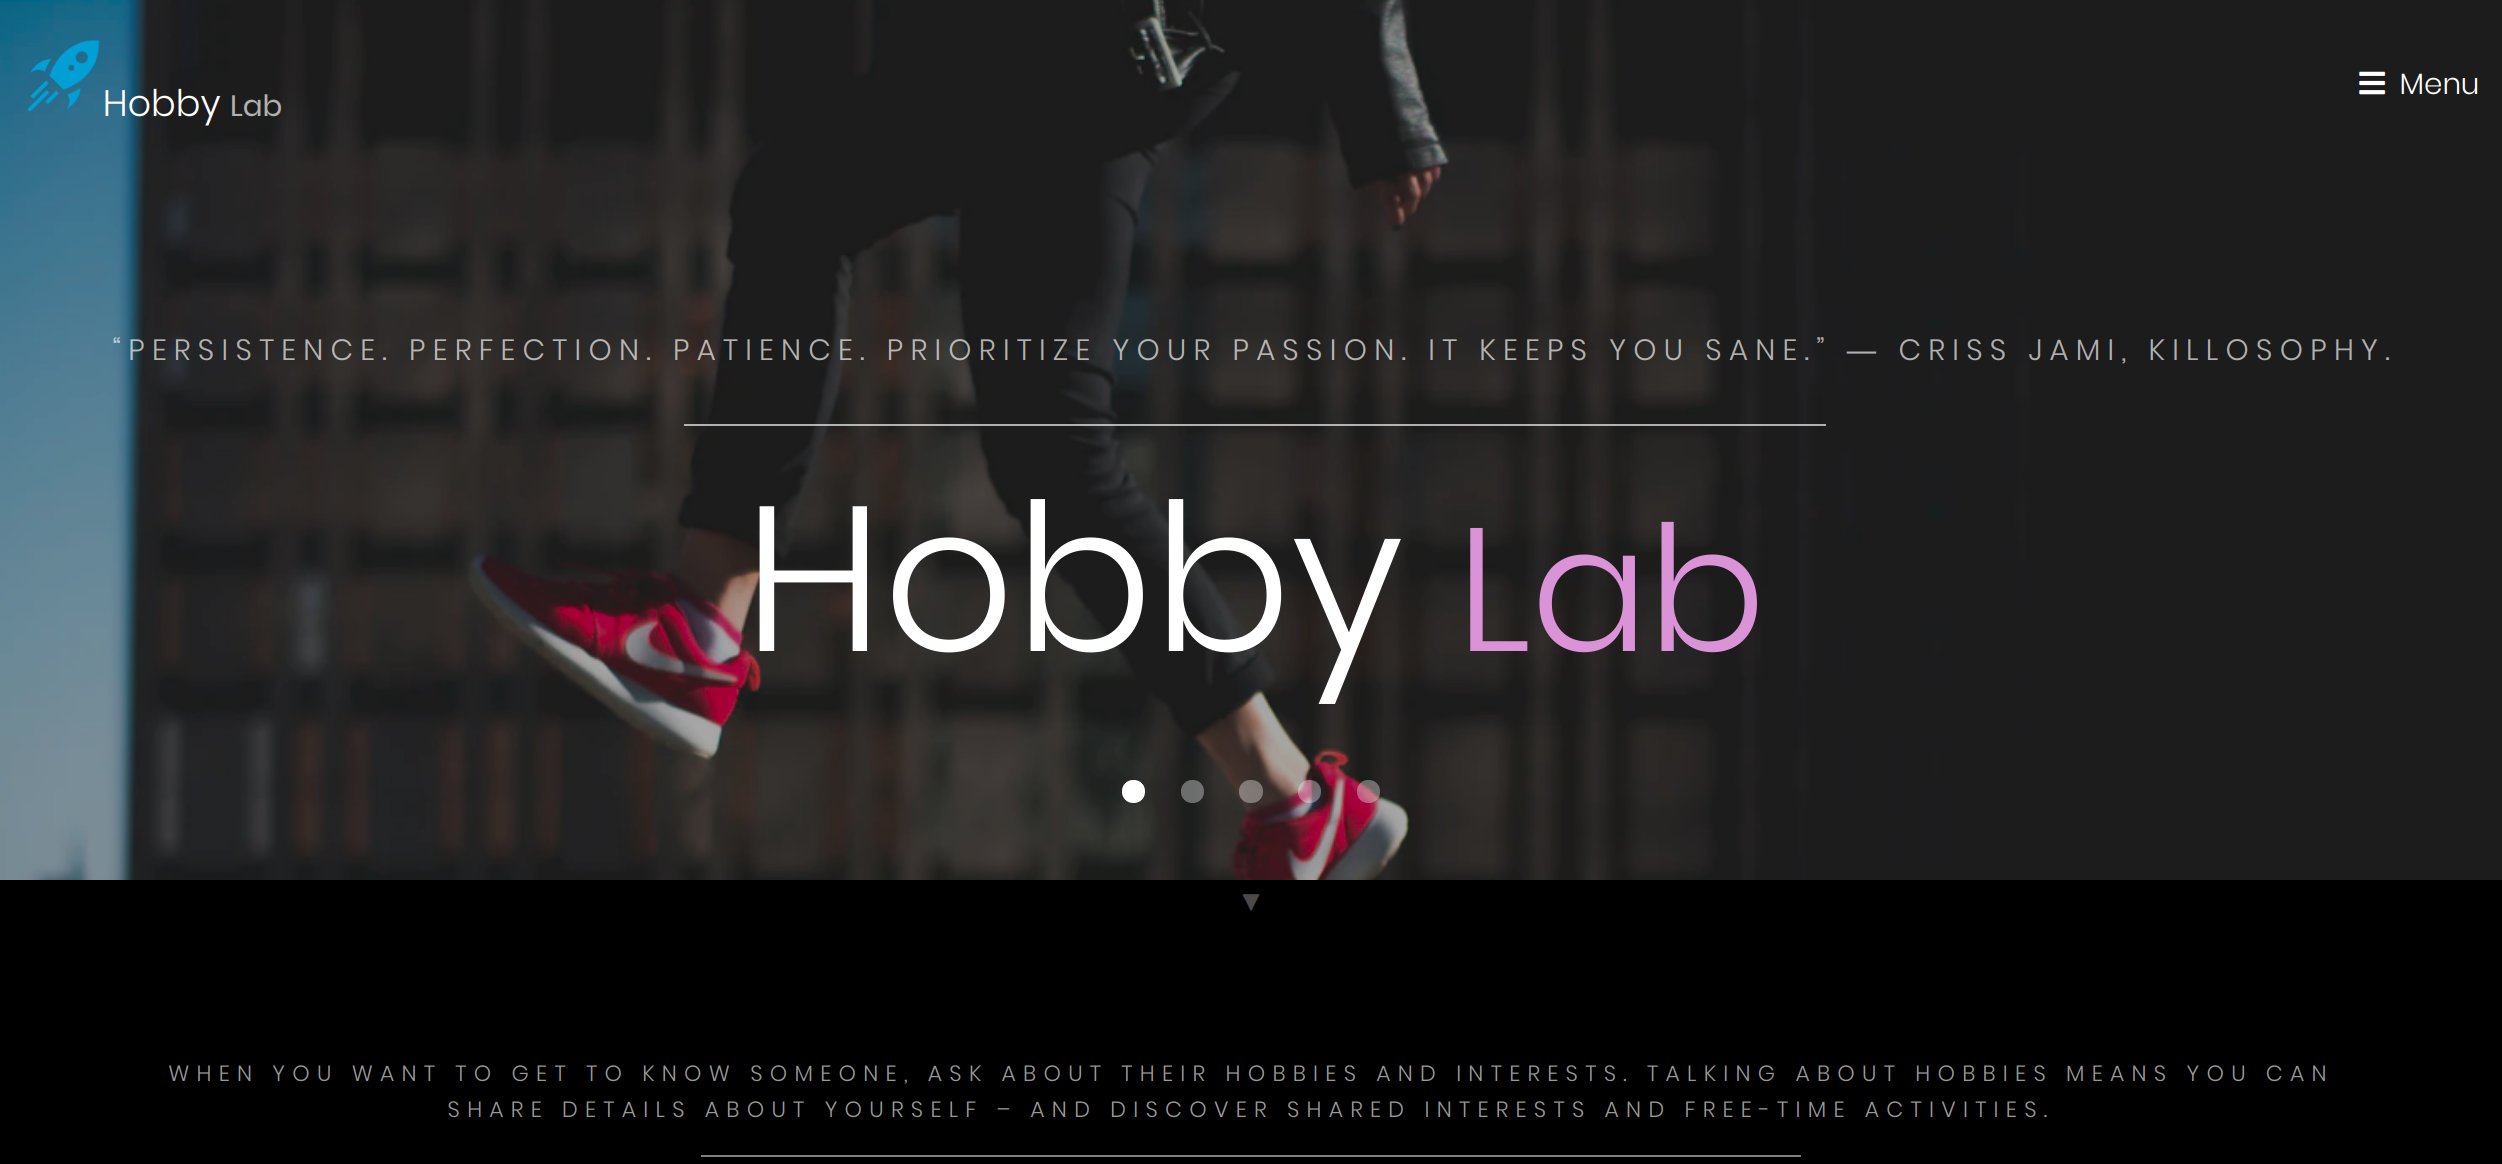 Hobby Lab
Menu
“PERSISTENCE. PERFECTION. PATIENCE. PRIORITIZE YOUR PASSION. IT KEEPS YOU SANE.” — CRISS JAMI, KILLOSOPHY.
Hobby Lab
WHEN YOU WANT TO GET TO KNOW SOMEONE, ASK ABOUT THEIR HOBBIES AND INTERESTS. TALKING ABOUT HOBBIES MEANS YOU CAN
SHARE DETAILS ABOUT YOURSELF – AND DISCOVER SHARED INTERESTS AND FREE-TIME ACTIVITIES.